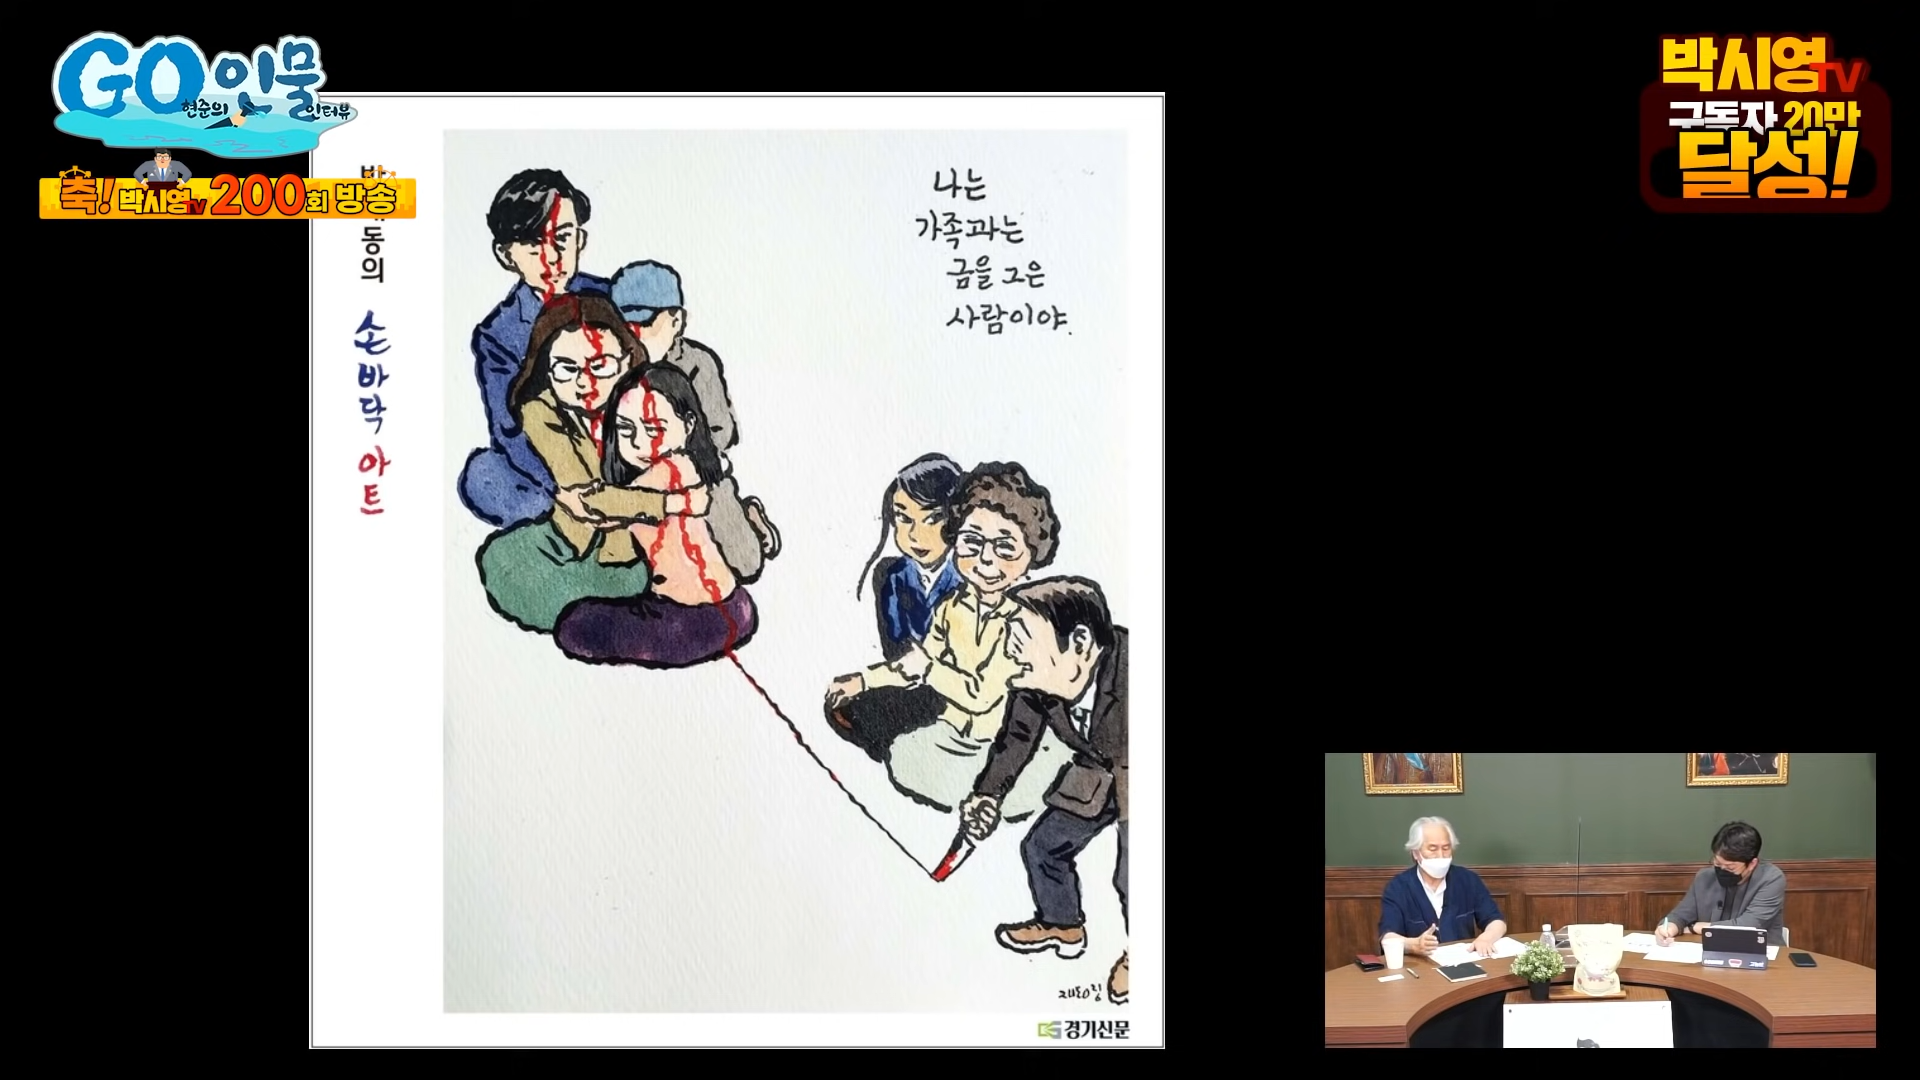 GO인물
현준의
인터뷰
축! 박시영TV 200회 방송
박시영TV
구독자 20만
달성!
동의
손바닥 아트
나는
가족과는
금을 그은
사람이야.
재동횡
경기신문